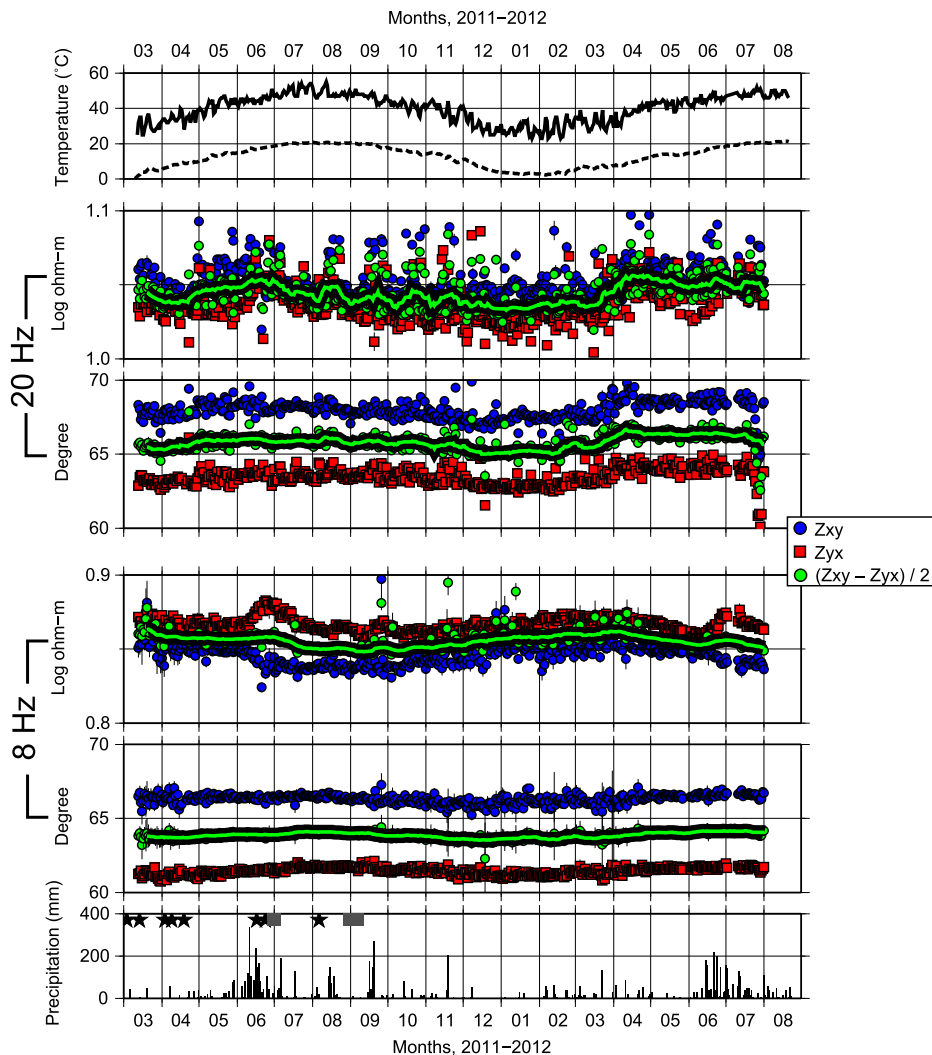 Months, 2011−2012
03 04 05 06 07 08 09 10 11 12 01 02 03 04 05 06 07 08
Temperature (˚C)
60
40
20
0
20 Hz
Log ohm−m
1.1
1.0
Degree
70
65
60
Zxy
Zyx
(Zxy − Zyx) / 2
8 Hz
Log ohm−m
0.9
0.8
Degree
70
65
60
Precipitation (mm)
400
200
0
03 04 05 06 07 08 09 10 11 12 01 02 03 04 05 06 07 08
Months, 2011−2012